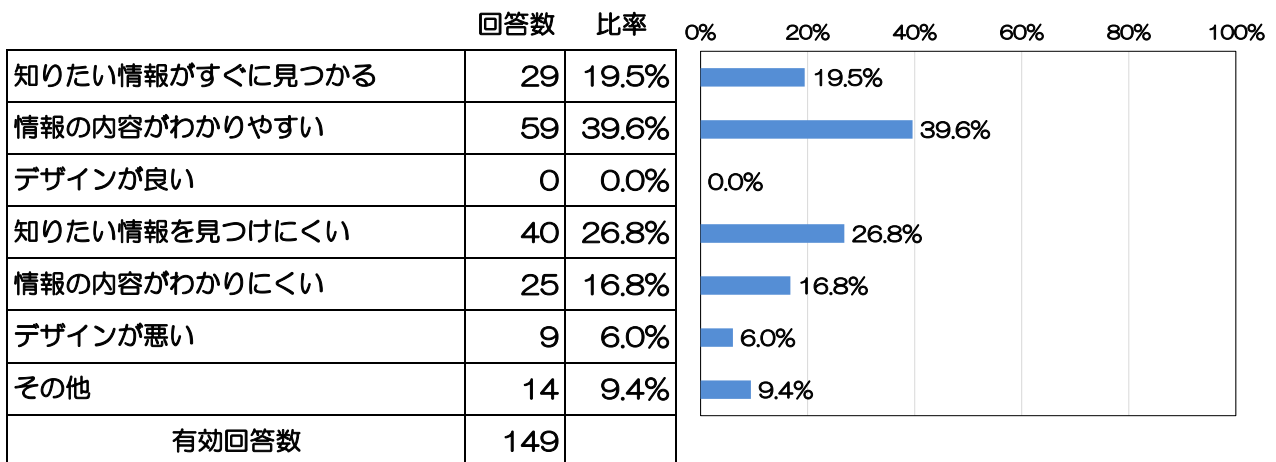 回答数 比率
知りたい情報がすぐに見つかる 29 19.5%
情報の内容がわかりやすい 59 39.6%
デザインが良い 0 0.0%
知りたい情報を見つけにくい 40 26.8%
情報の内容がわかりにくい 25 16.8%
デザインが悪い 9 6.0%
その他 14 9.4%
有効回答数 149
0% 20% 40% 60% 80% 100%
19.5%
39.6%
0.0%
26.8%
16.8%
6.0%
9.4%